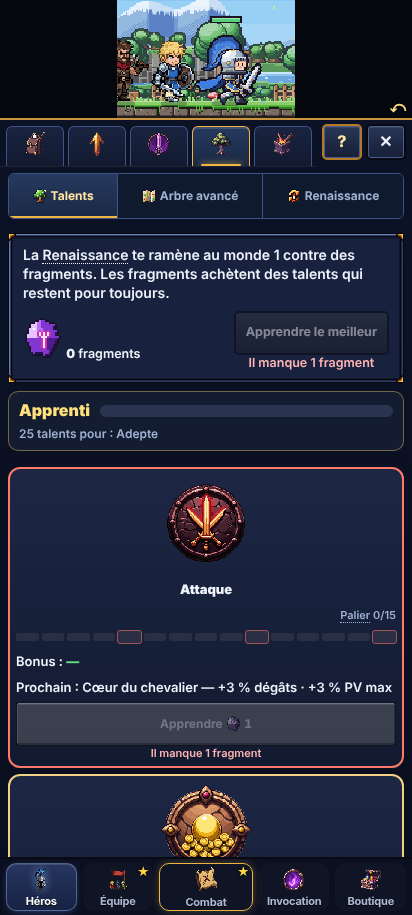 ?
×
Talents
Arbre avancé
Renaissance
La Renaissance te ramène au monde 1 contre des
fragments. Les fragments achètent des talents qui
restent pour toujours.
0 fragments
Apprendre le meilleur
Il manque 1 fragment
Apprenti
25 talents pour : Adepte
Attaque
Palier 0/15
Bonus : —
Prochain : Cœur du chevalier — +3 % dégâts · +3 % PV max
Apprendre 1
Il manque 1 fragment
Héros
Équipe
Combat
Invocation
Boutique